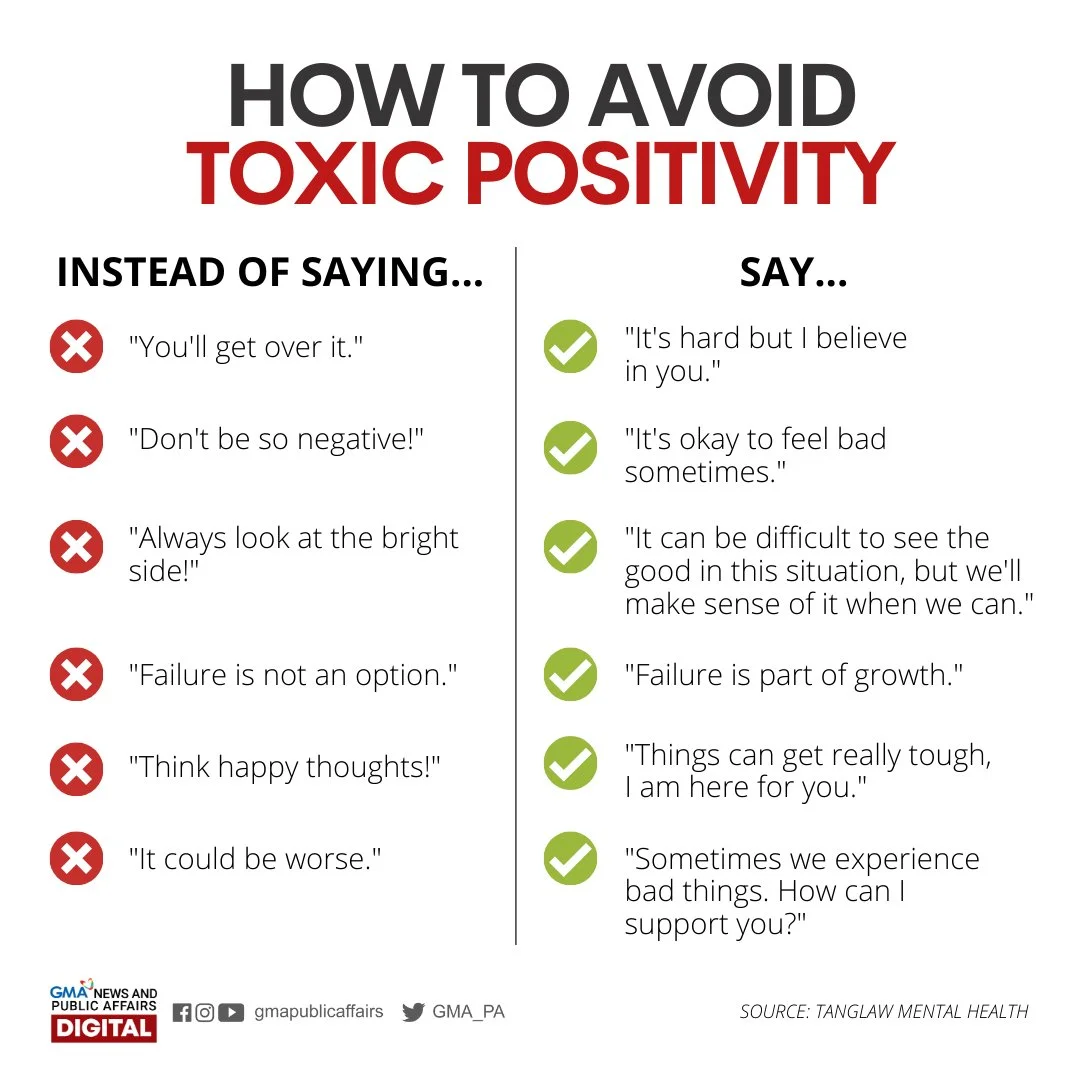 HOW TO AVOID
TOXIC POSITIVITY
INSTEAD OF SAYING...
SAY...
"You'll get over it."
"It's hard but I believe
in you."
"Don't be so negative!"
"It's okay to feel bad
sometimes."
"Always look at the bright
side!"
"It can be difficult to see the
good in this situation, but we'll
make sense of it when we can."
"Failure is not an option."
"Failure is part of growth."
"Think happy thoughts!"
"Things can get really tough,
I am here for you."
"It could be worse."
"Sometimes we experience
bad things. How can I
support you?"
GMA NEWS AND
PUBLIC AFFAIRS
DIGITAL
gmapublicaffairs
GMA_PA
SOURCE: TANGLAW MENTAL HEALTH